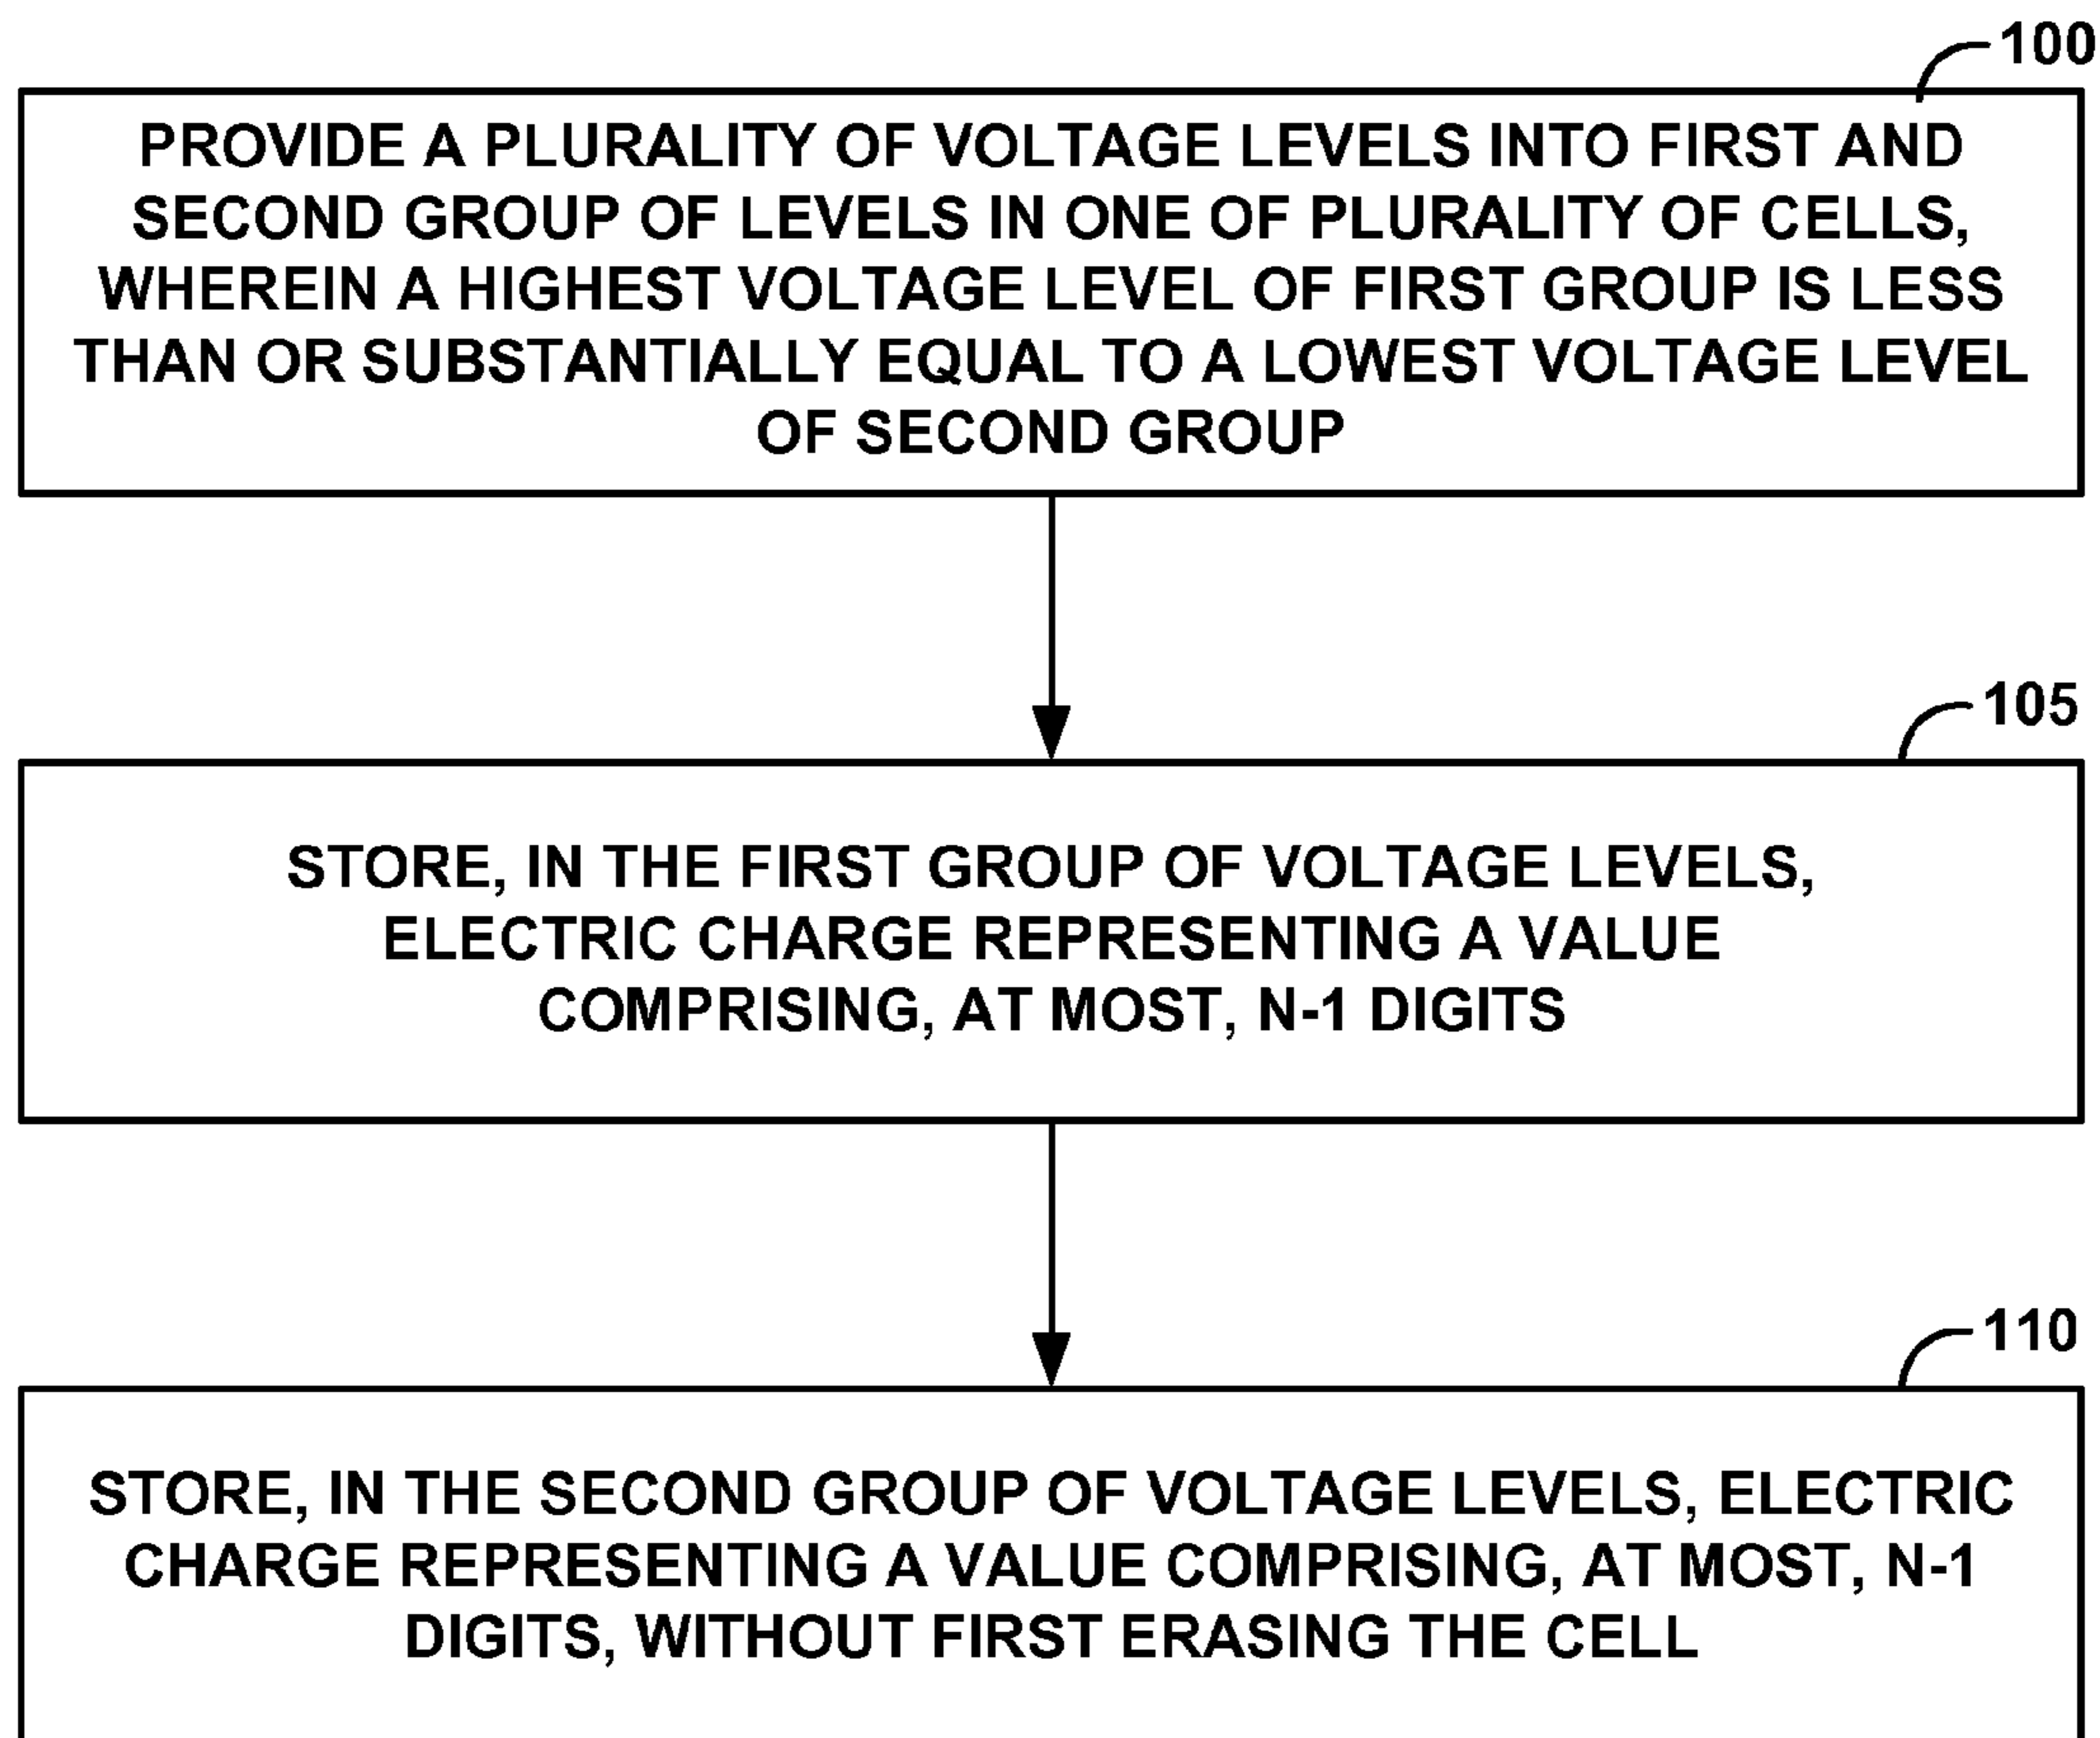 100
PROVIDE A PLURALITY OF VOLTAGE LEVELS INTO FIRST AND
SECOND GROUP OF LEVELS IN ONE OF PLURALITY OF CELLS,
WHEREIN A HIGHEST VOLTAGE LEVEL OF FIRST GROUP IS LESS
THAN OR SUBSTANTIALLY EQUAL TO A LOWEST VOLTAGE LEVEL
OF SECOND GROUP
105
STORE, IN THE FIRST GROUP OF VOLTAGE LEVELS,
ELECTRIC CHARGE REPRESENTING A VALUE
COMPRISING, AT MOST, N-1 DIGITS
110
STORE, IN THE SECOND GROUP OF VOLTAGE LEVELS, ELECTRIC
CHARGE REPRESENTING A VALUE COMPRISING, AT MOST, N-1
DIGITS, WITHOUT FIRST ERASING THE CELL